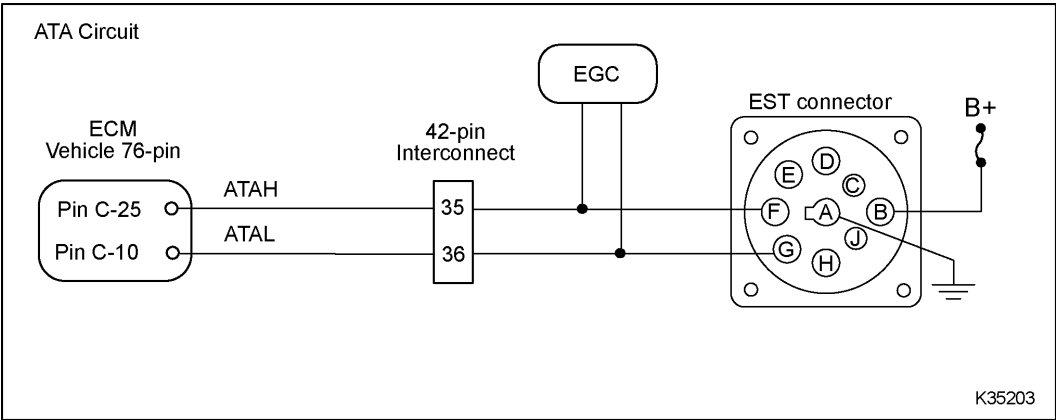 ATA Circuit
EGC
EST connector
B+
ECM
Vehicle 76-pin
42-pin
Interconnect
Pin C-25
ATAH
35
Pin C-10
ATAL
36
D
E
C
F
A
B
G
J
H
K35203